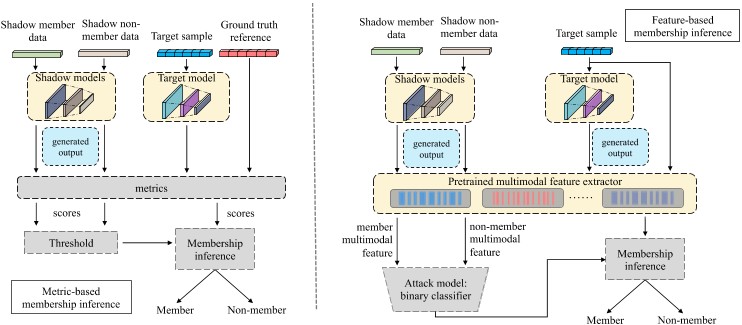 Shadow member
data
Shadow non-
member data
Target sample
Ground truth
reference
Shadow models
Target model
generated
output
metrics
scores
scores
Threshold
Membership
inference
Metric-based
membership inference
Member
Non-member
Feature-based
membership inference
Shadow member
data
Shadow non-
member data
Target sample
Shadow models
Target model
generated
output
generated
output
Pretrained multimodal feature extractor
......
member
multimodal
feature
non-member
multimodal
feature
Attack model:
binary classifier
Membership
inference
Member
Non-member